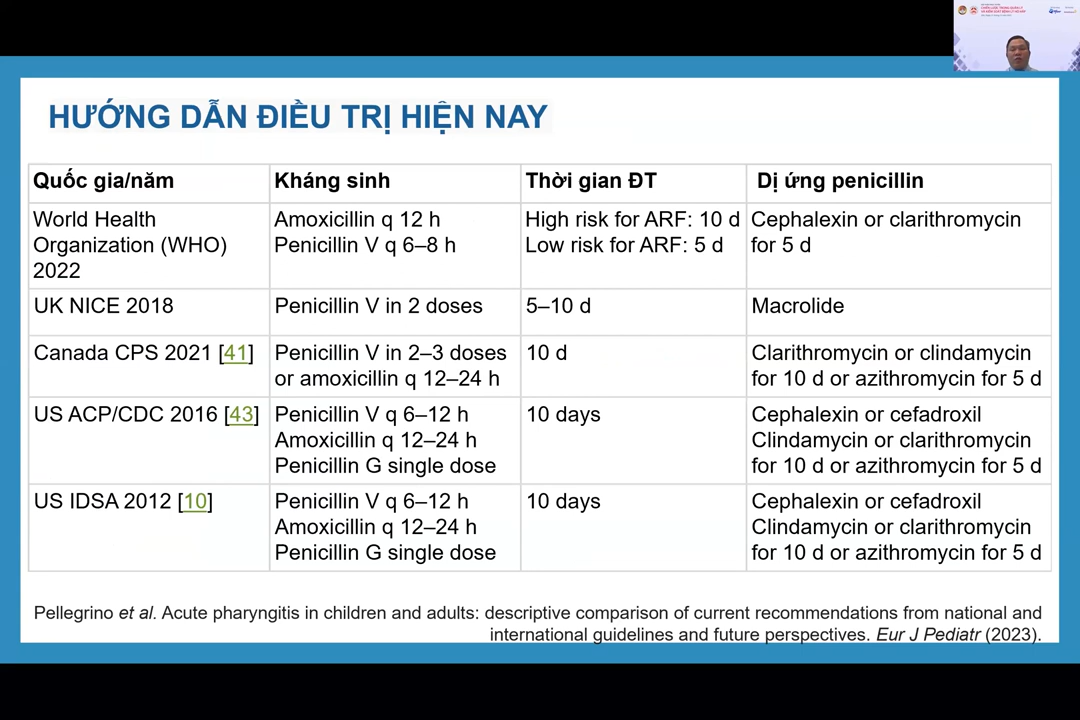 HƯỚNG DẪN ĐIỀU TRỊ HIỆN NAY
Quốc gia/năm
Kháng sinh
Thời gian ĐT
Dị ứng penicillin
World Health
Organization (WHO)
2022
Amoxicillin q 12 h
Penicillin V q 6–8 h
High risk for ARF: 10 d
Low risk for ARF: 5 d
Cephalexin or clarithromycin
for 5 d
UK NICE 2018
Penicillin V in 2 doses
5–10 d
Macrolide
Canada CPS 2021 [41]
Penicillin V in 2–3 doses
or amoxicillin q 12–24 h
10 d
Clarithromycin or clindamycin
for 10 d or azithromycin for 5 d
US ACP/CDC 2016 [43]
Penicillin V q 6–12 h
Amoxicillin q 12–24 h
Penicillin G single dose
10 days
Cephalexin or cefadroxil
Clindamycin or clarithromycin
for 10 d or azithromycin for 5 d
US IDSA 2012 [10]
Penicillin V q 6–12 h
Amoxicillin q 12–24 h
Penicillin G single dose
10 days
Cephalexin or cefadroxil
Clindamycin or clarithromycin
for 10 d or azithromycin for 5 d
Pellegrino et al. Acute pharyngitis in children and adults: descriptive comparison of current recommendations from national and
international guidelines and future perspectives. Eur J Pediatr (2023).